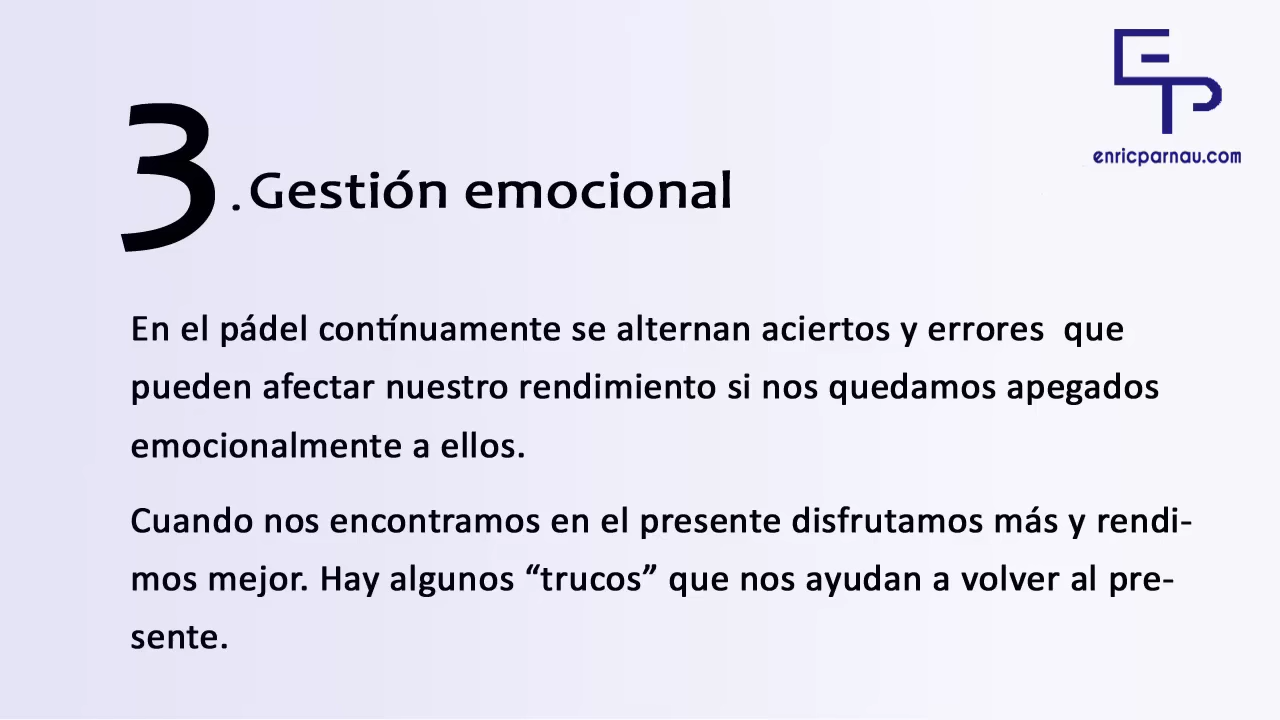 EP
enricparnau.com
3. Gestión emocional
En el pádel contínuamente se alternan aciertos y errores  que
pueden afectar nuestro rendimiento si nos quedamos apegados
emocionalmente a ellos.
Cuando nos encontramos en el presente disfrutamos más y rendi-
mos mejor. Hay algunos “trucos” que nos ayudan a volver al pre-
sente.